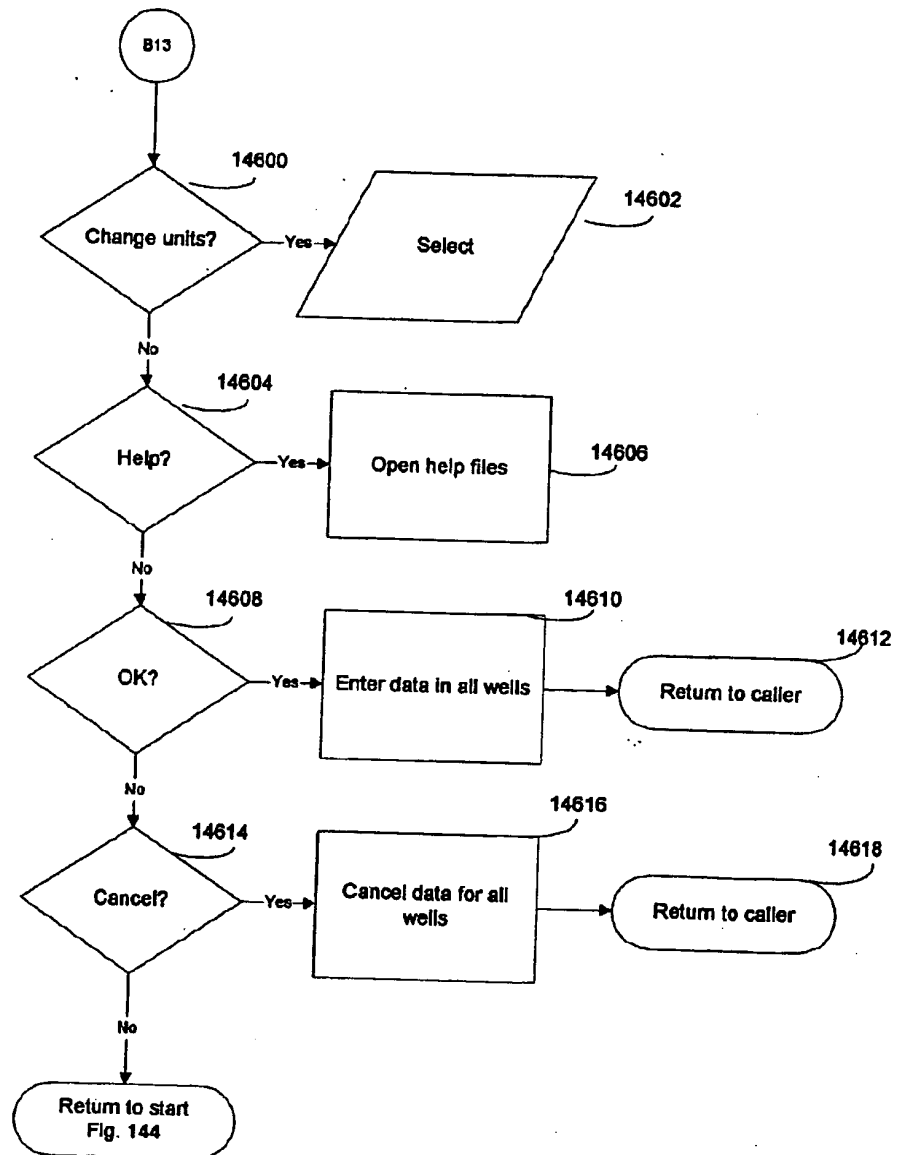 B13
14600
Change units?
Yes
Select
14602
No
14604
Help?
Yes
Open help files
14606
No
14608
OK?
Yes
14610
Enter data in all wells
14612
Return to caller
No
14614
Cancel?
Yes
14616
Cancel data for all
wells
14618
Return to caller
No
Return to start
Fig. 144